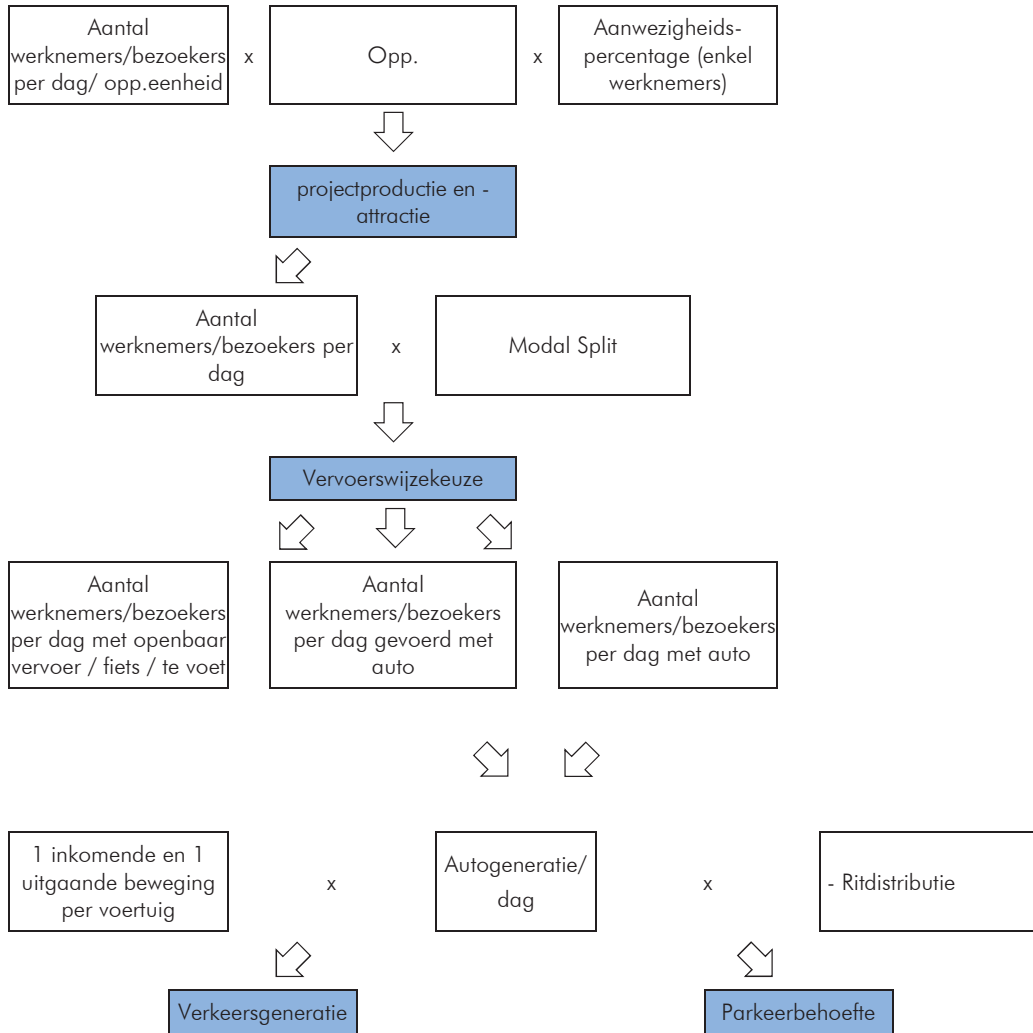 Aantal
werknemers/bezoekers
per dag/ opp.eenheid
x
Opp.
x
Aanwezigheids-
percentage (enkel
werknemers)
projectproductie en -
attractie
Aantal
werknemers/bezoekers per
dag
x
Modal Split
Vervoerswijzekeuze
Aantal
werknemers/bezoekers
per dag met openbaar
vervoer / fiets / te voet
Aantal
werknemers/bezoekers
per dag gevoerd met
auto
Aantal
werknemers/bezoekers
per dag met auto
1 inkomende en 1
uitgaande beweging
per voertuig
x
Autogeneratie/
dag
x
- Ritdistributie
Verkeersgeneratie
Parkeerbehoefte